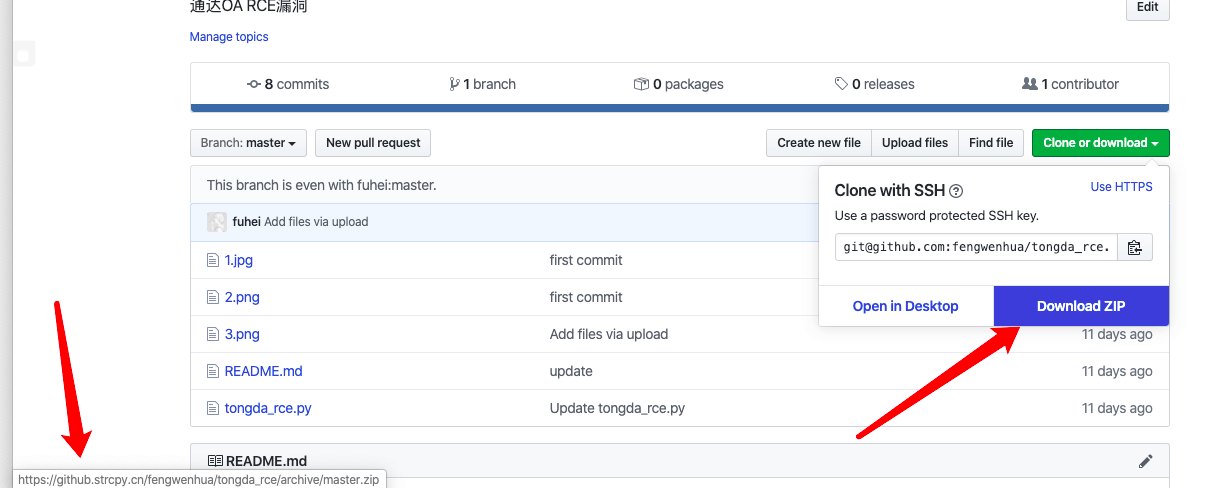 通达OA RCE漏洞
Edit
Manage topics
8 commits
1 branch
0 packages
0 releases
1 contributor
Branch: master
New pull request
Create new file
Upload files
Find file
Clone or download
This branch is even with fuhei:master.
Clone with SSH
Use HTTPS
Use a password protected SSH key.
git@github.com:fengwenhua/tongda_rce.
Open in Desktop
Download ZIP
fuhei Add files via upload
1.jpg first commit
2.png first commit
3.png Add files via upload 11 days ago
README.md update 11 days ago
tongda_rce.py Update tongda_rce.py 11 days ago
README.md
https://github.strcpy.cn/fengwenhua/tongda_rce/archive/master.zip